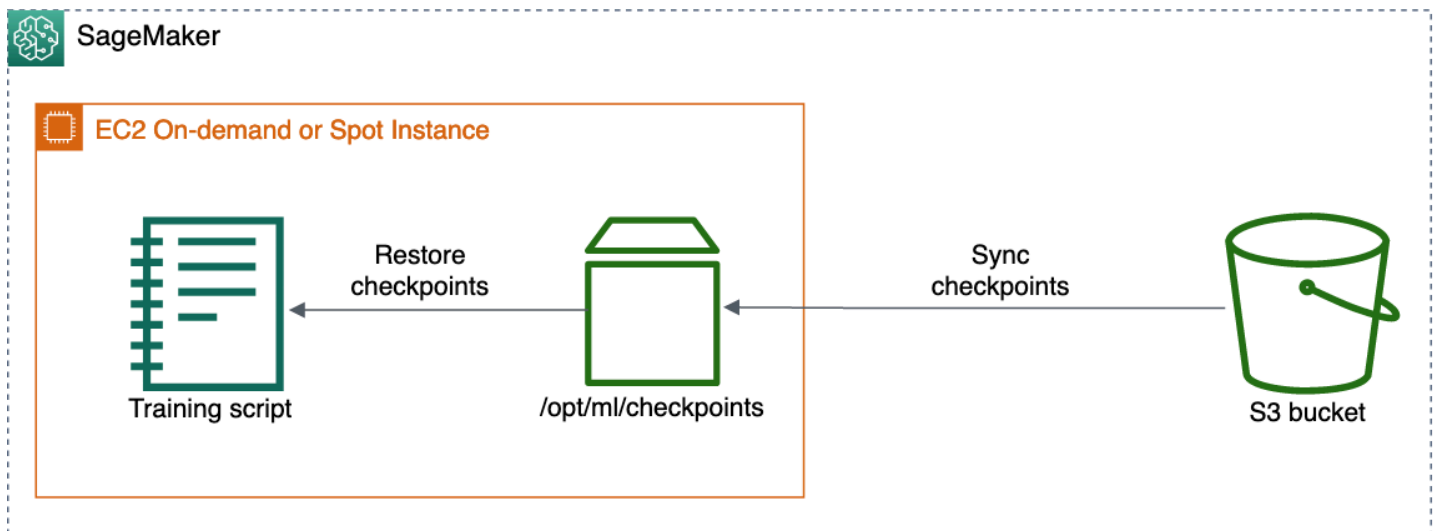 SageMaker
EC2 On-demand or Spot Instance
Restore
checkpoints
Sync
checkpoints
Training script
/opt/ml/checkpoints
S3 bucket